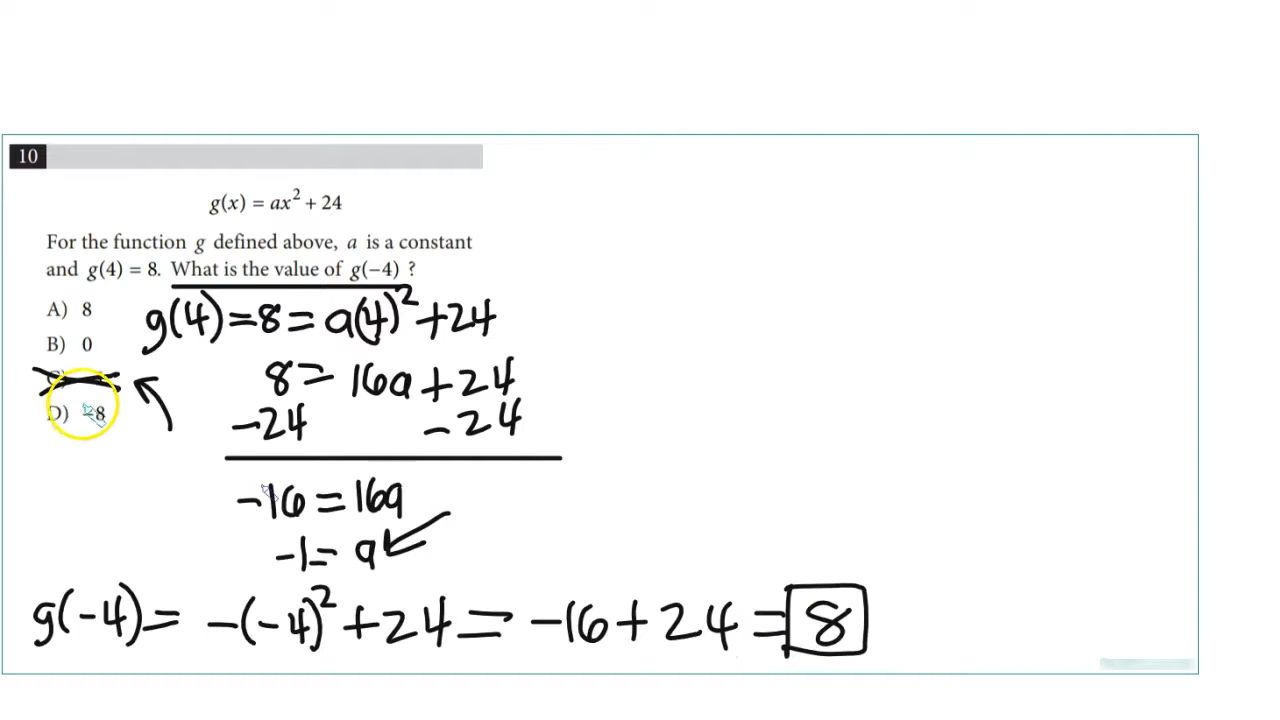 10
g(x) = ax² + 24
For the function g defined above, a is a constant
and g(4) = 8. What is the value of g(−4) ?
A) 8
B) 0
D) −8
g(4)=8=a(4)²+24
8=16a+24
−24 −24
−16=16a
−1=a
g(−4)= −(−4)²+24=−16+24=8